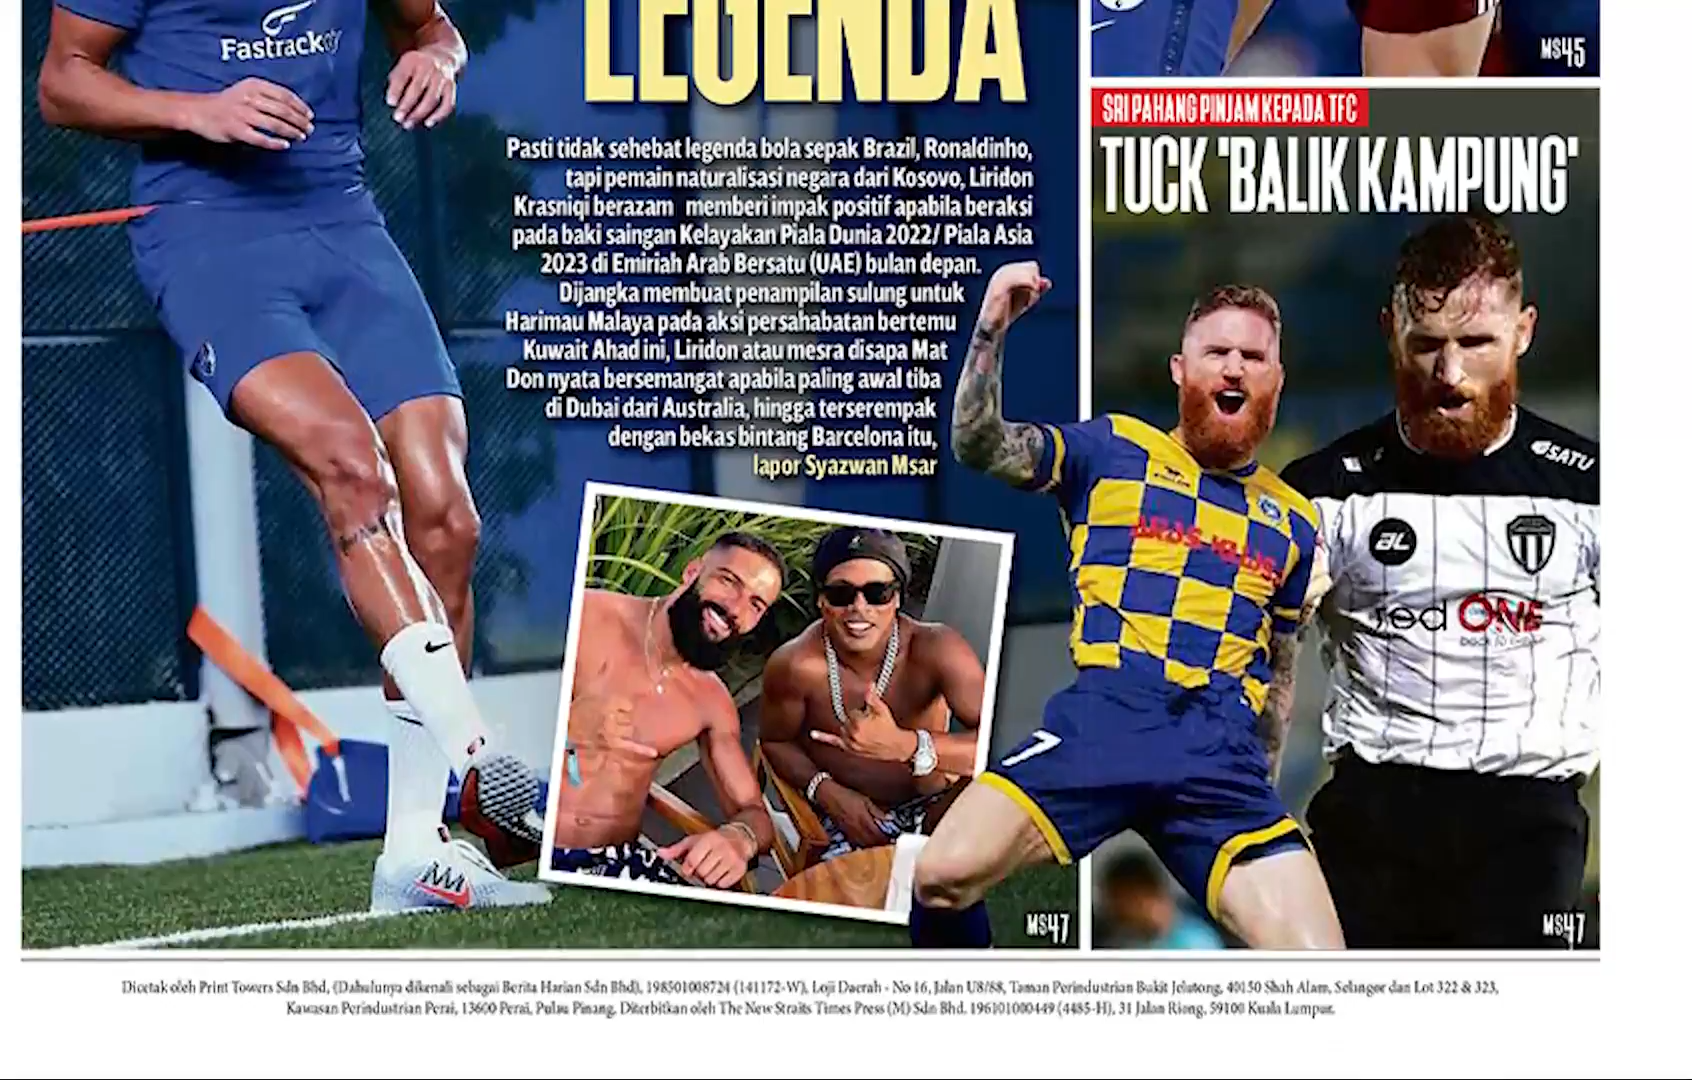 Fastrack
LEGENDA
Pasti tidak sehebat legenda bola sepak Brazil, Ronaldinho,
tapi pemain naturalisasi negara dari Kosovo, Liridon
Krasniqi berazam memberi impak positif apabila beraksi
pada baki saingan Kelayakan Piala Dunia 2022/ Piala Asia
2023 di Emiriah Arab Bersatu (UAE) bulan depan.
Dijangka membuat penampilan sulung untuk
Harimau Malaya pada aksi persahabatan bertemu
Kuwait Ahad ini, Liridon atau mesra disapa Mat
Don nyata bersemangat apabila paling awal tiba
di Dubai dari Australia, hingga terserempak
dengan bekas bintang Barcelona itu,
lapor Syazwan Msar
MS47
MS45
SRI PAHANG PINJAM KEPADA TFC
TUCK 'BALIK KAMPUNG'
SATU
aL
red ONE
7
MS47
Dicetak oleh Print Towers Sdn Bhd, (Dahulunya dikenali sebagai Berita Harian Sdn Bhd), 198501008724 (141172-W), Loji Daerah - No 16, Jalan U8/88, Taman Perindustrian Bukit Jelutong, 40150 Shah Alam, Selangor dan Lot 322 & 323,
Kawasan Perindustrian Perai, 13600 Perai, Pulau Pinang. Diterbitkan oleh The New Straits Times Press (M) Sdn Bhd. 196101000449 (4485-H), 31 Jalan Riong, 59100 Kuala Lumpur.